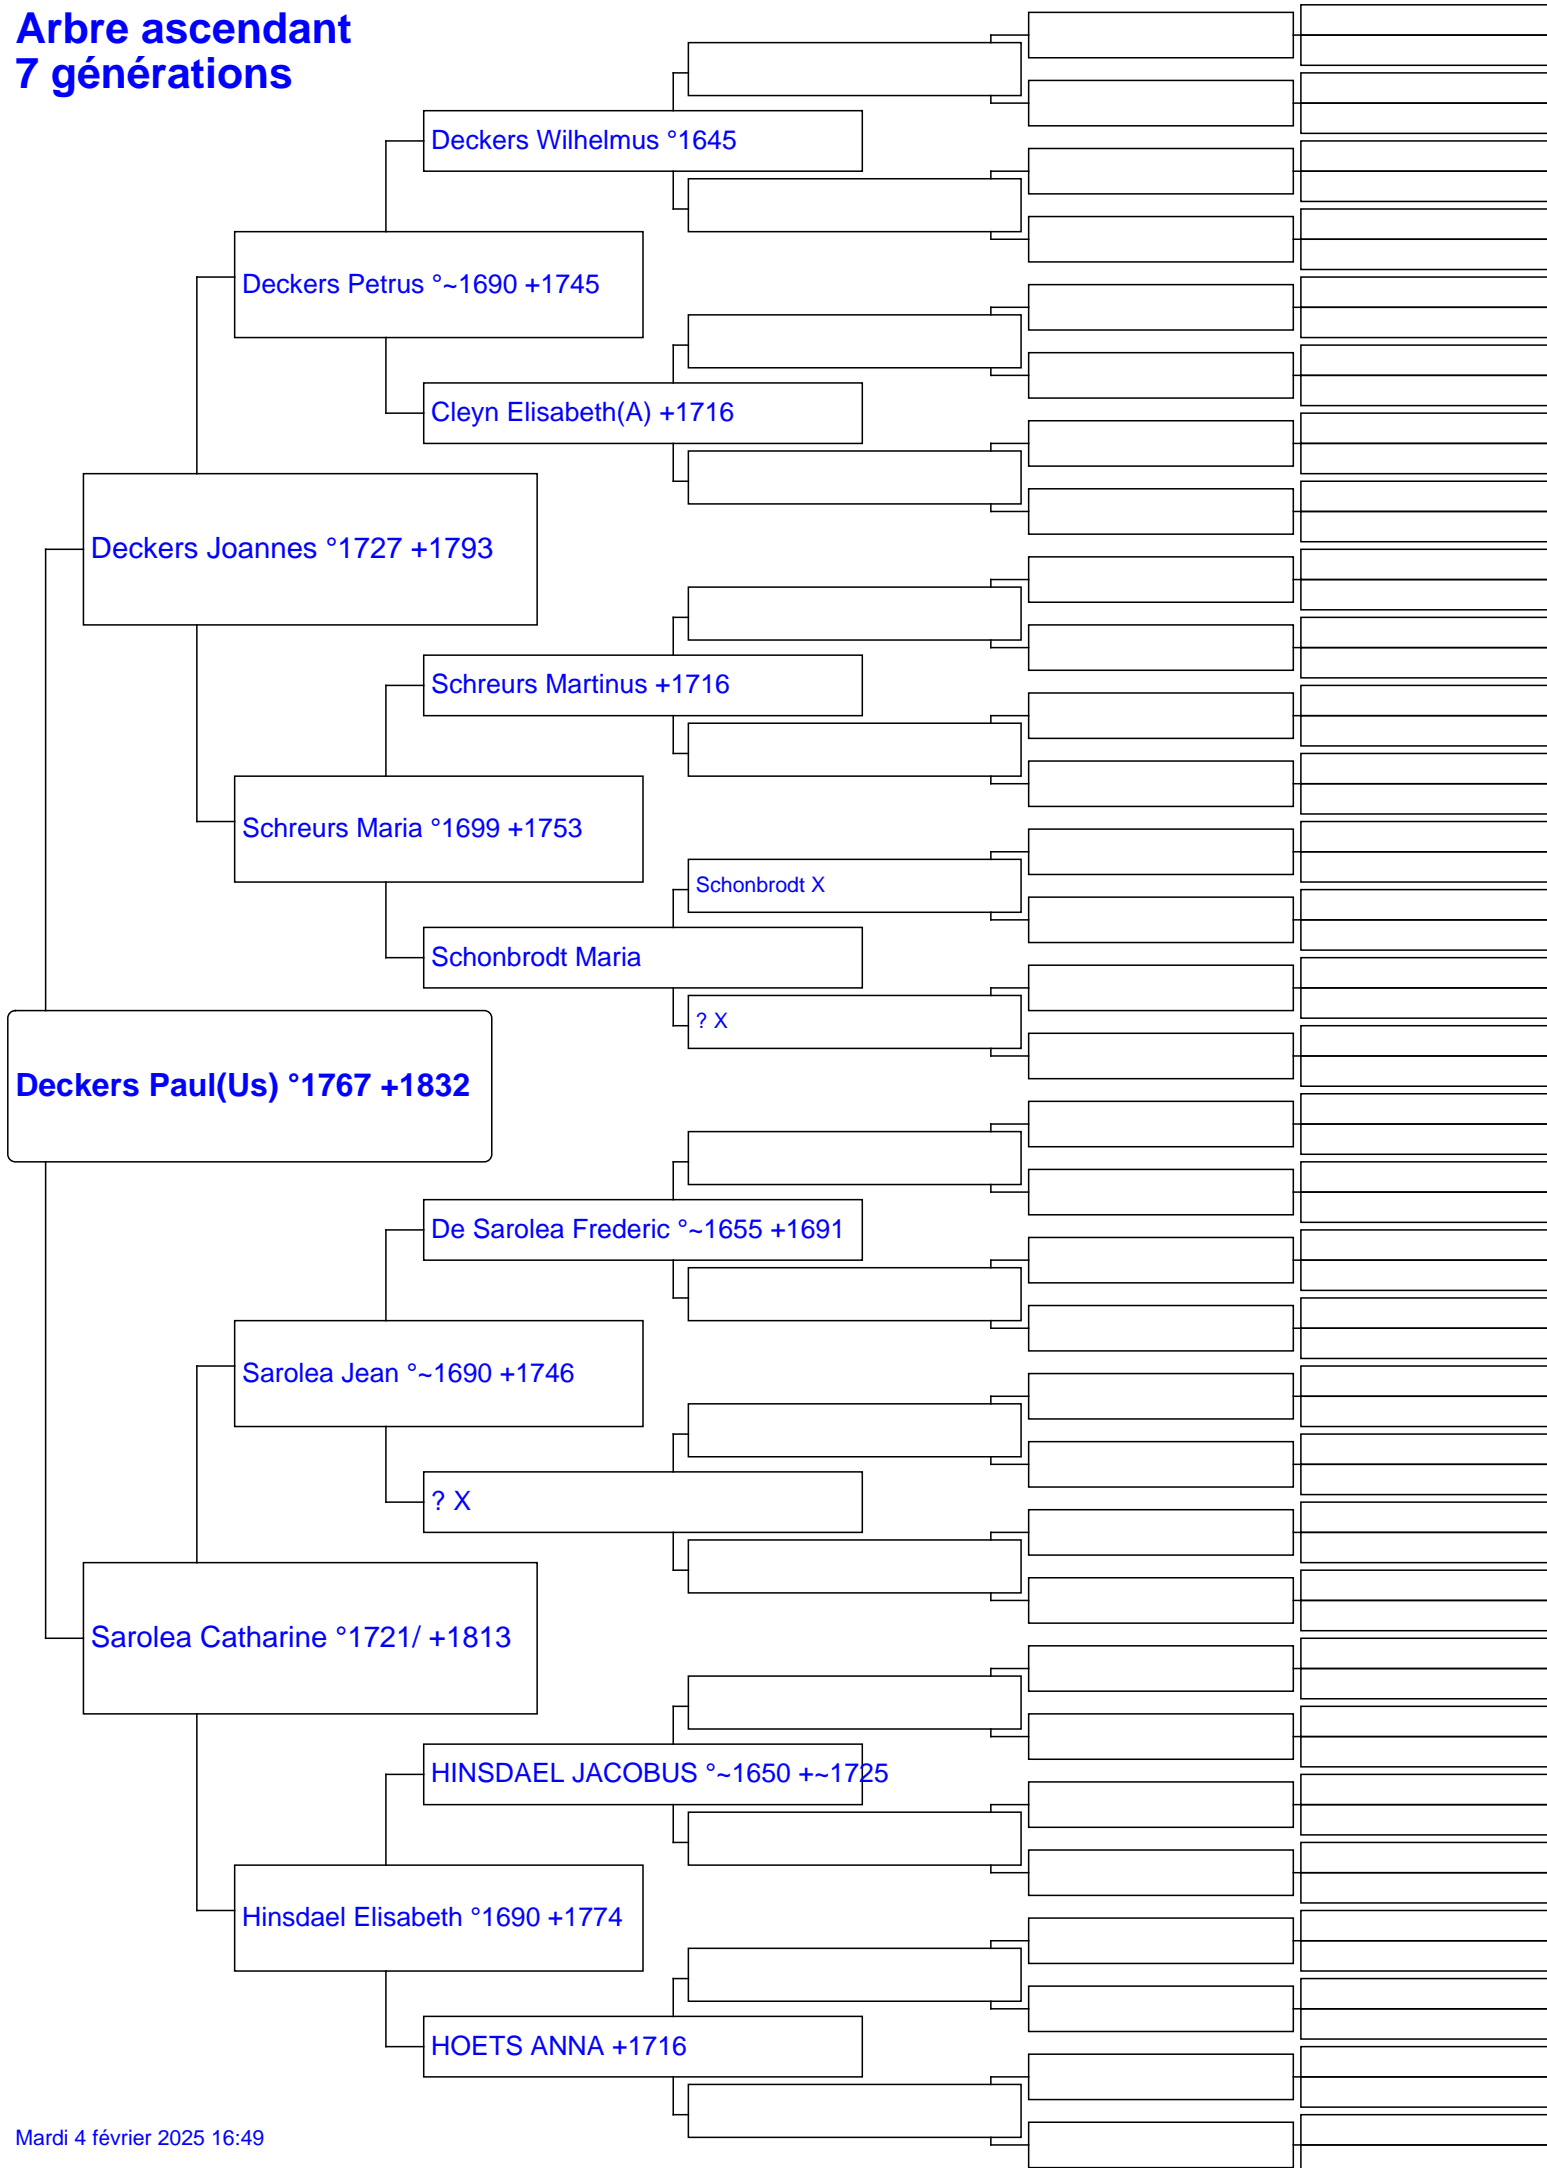 Arbre ascendant
7 générations
Deckers Wilhelmus °1645
Deckers Petrus °~1690 +1745
Cleyn Elisabeth(A) +1716
Deckers Joannes °1727 +1793
Schreurs Martinus +1716
Schreurs Maria °1699 +1753
Schonbrodt X
Schonbrodt Maria
? X
Deckers Paul(Us) °1767 +1832
De Sarolea Frederic °~1655 +1691
Sarolea Jean °~1690 +1746
? X
Sarolea Catharine °1721/ +1813
HINSDAEL JACOBUS °~1650 +~1725
Hinsdael Elisabeth °1690 +1774
HOETS ANNA +1716
Mardi 4 février 2025 16:49